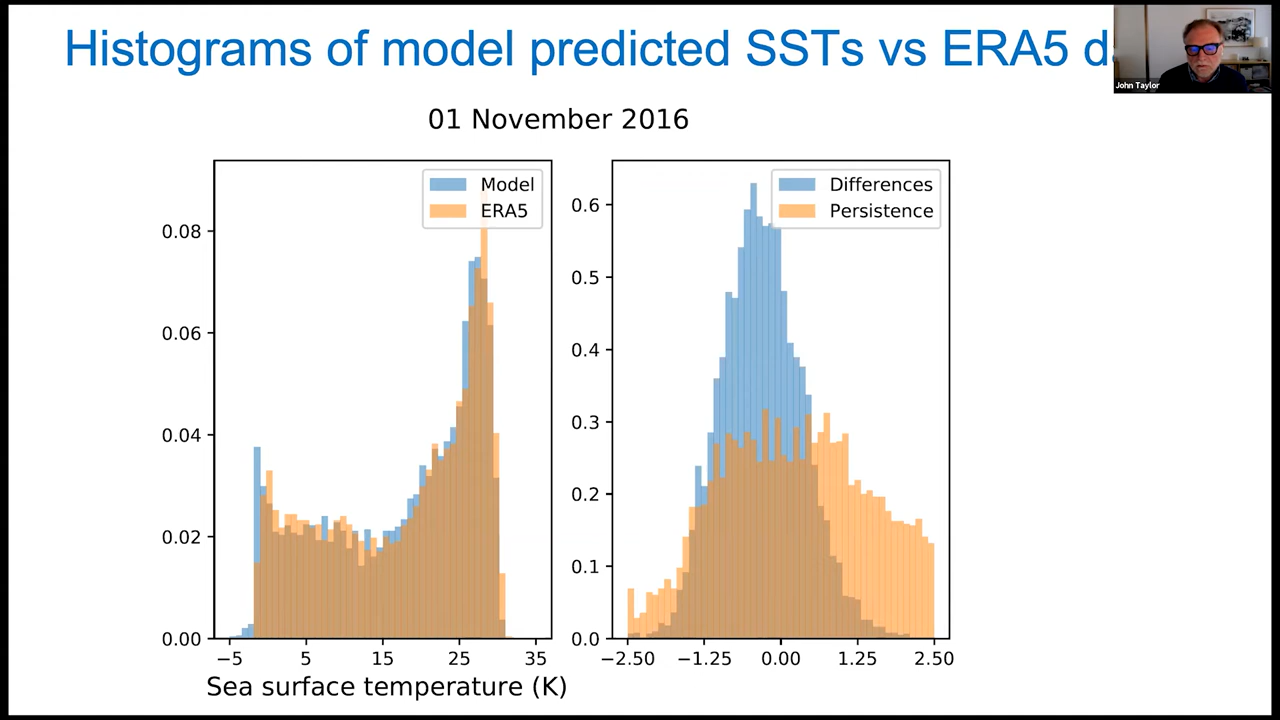 Histograms of model predicted SSTs vs ERA5 d
John Taylor
01 November 2016
Model
ERA5
0.08
0.06
0.04
0.02
0.00
−5 5 15 25 35
Sea surface temperature (K)
Differences
Persistence
0.6
0.5
0.4
0.3
0.2
0.1
0.0
−2.50 −1.25 0.00 1.25 2.50